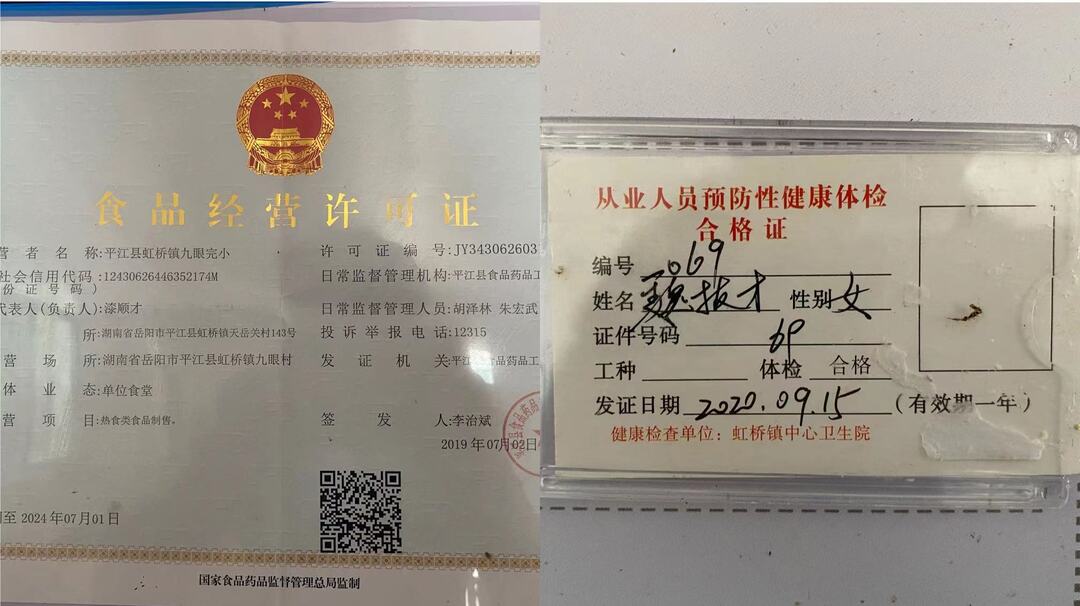 食品经营许可证
营者名称:平江县虹桥镇九眼完小
社会信用代码:12430626446352174M
份证号码)
代表人(负责人):漆顺才
所:湖南省岳阳市平江县虹桥镇天岳关村143号
营场所:湖南省岳阳市平江县虹桥镇九眼村
体业态:单位食堂
营项目:热食类食品制售。
至 2024年07月01日
许可证编号:JY343062603
日常监督管理机构:平江县食品药品工
日常监督管理人员:胡泽林 朱宏武
投诉举报电话:12315
发证机关:平江 食品药品工
签发人:李治斌
2019年07月02日
国家食品药品监督管理总局监制
从业人员预防性健康体检
合格证
编号 069
姓名 技才 性别 女
证件号码 69
工种 体检 合格
发证日期 2020.09.15 (有效期一年)
健康检查单位:虹桥镇中心卫生院